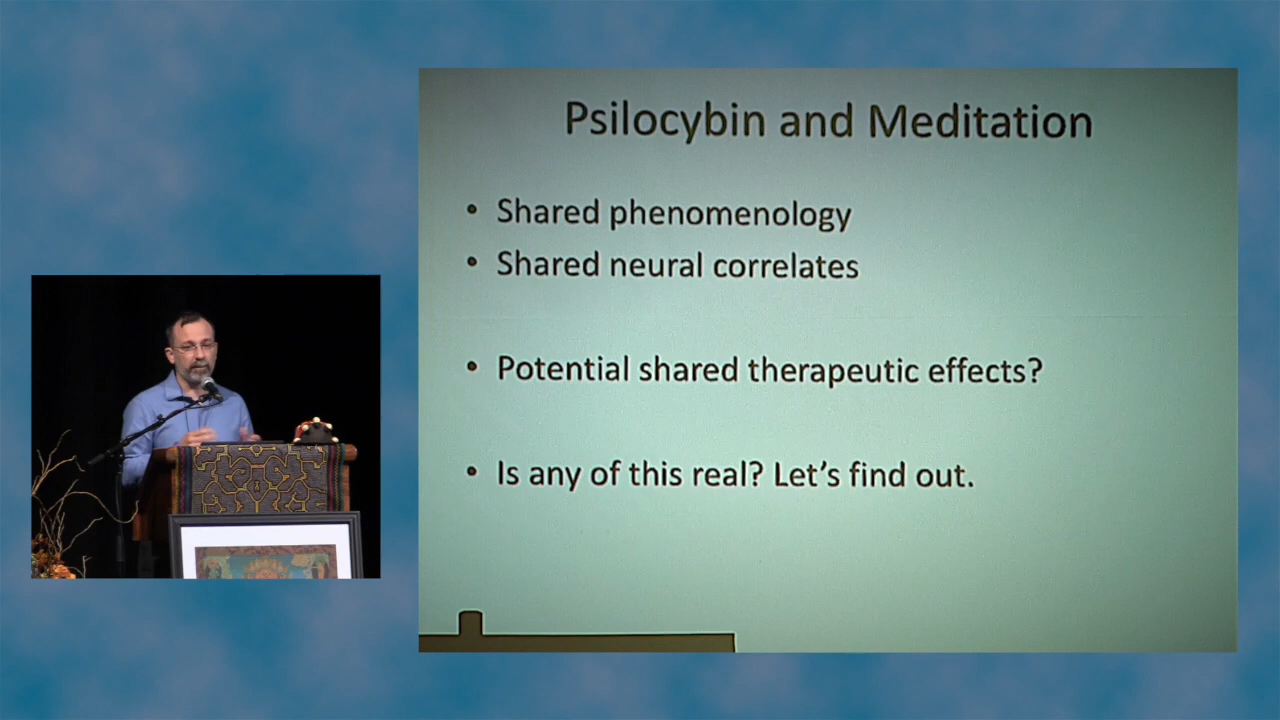 Psilocybin and Meditation
• Shared phenomenology
• Shared neural correlates
• Potential shared therapeutic effects?
• Is any of this real? Let's find out.